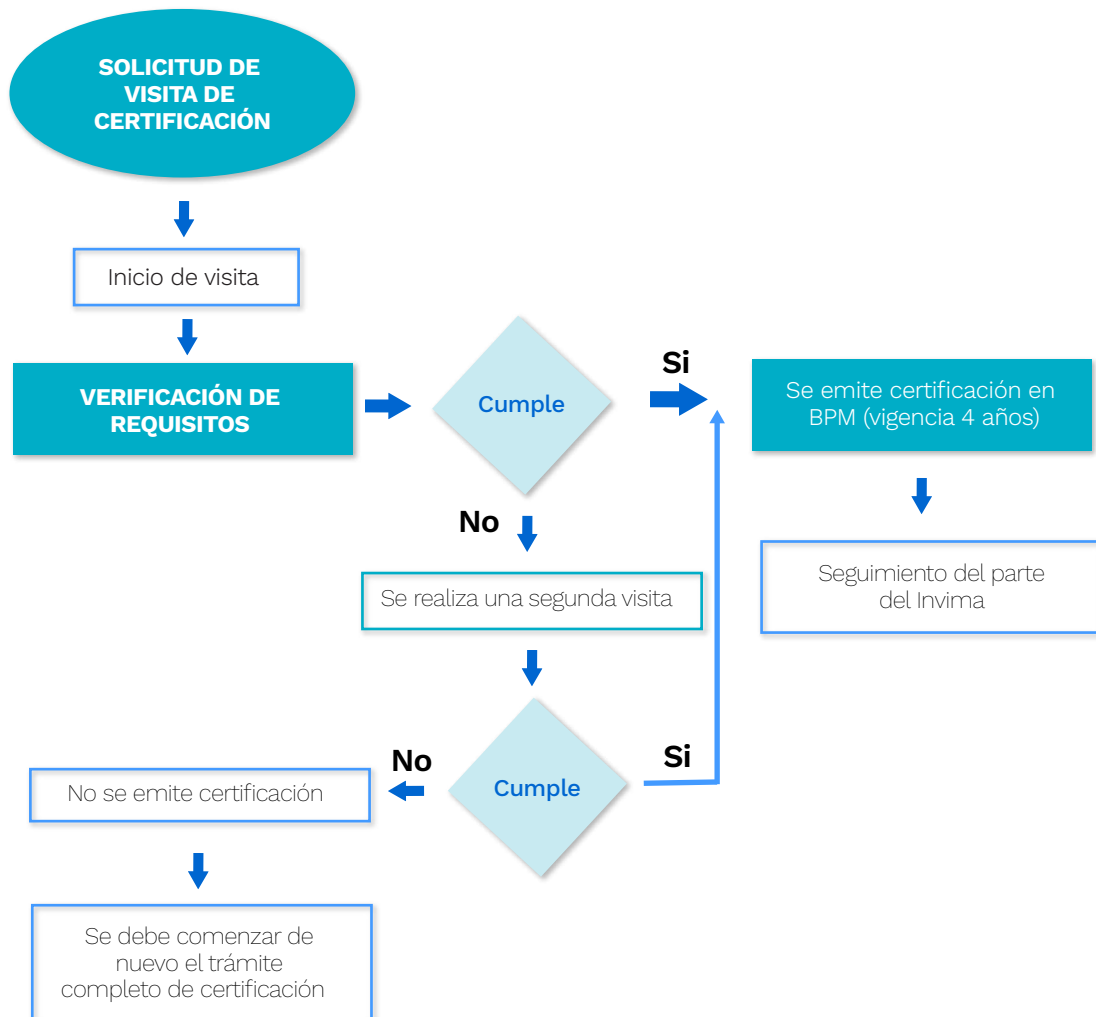 SOLICITUD DE
VISITA DE
CERTIFICACIÓN
Inicio de visita
VERIFICACIÓN DE
REQUISITOS
Cumple
Si
Se emite certificación en
BPM (vigencia 4 años)
No
Se realiza una segunda visita
Seguimiento del parte
del Invima
Cumple
Si
No
No se emite certificación
Se debe comenzar de
nuevo el trámite
completo de certificación